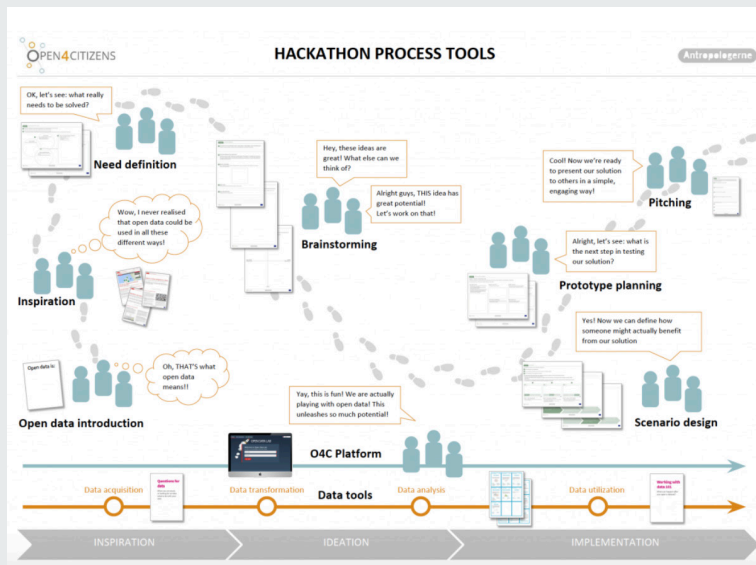 OPEN4CITIZENS
HACKATHON PROCESS TOOLS
Antropologerne
OK, let's see: what really
needs to be solved?
Need definition
Hey, these ideas are
great! What else can we
think of?
Alright guys, THIS idea has
great potential!
Let's work on that!
Brainstorming
Cool! Now we're ready
to present our solution
to others in a simple,
engaging way!
Pitching
Wow, I never realised
that open data could be
used in all these
different ways!
Inspiration
Alright, let's see: what is
the next step in testing
our solution?
Prototype planning
Yes! Now we can define how
someone might actually benefit
from our solution
Scenario design
Open data is:
Oh, THAT'S what
open data
means!!
Open data introduction
Yay, this is fun! We are actually
playing with open data! This
unleashes so much potential!
O4C Platform
Data acquisition
Questions for
data
Data transformation
Data tools
Data analysis
Data utilization
Working with
data set
INSPIRATION
IDEATION
IMPLEMENTATION